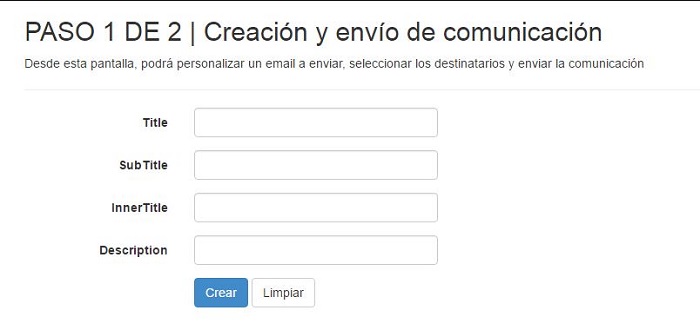 PASO 1 DE 2 | Creación y envío de comunicación
Desde esta pantalla, podrá personalizar un email a enviar, seleccionar los destinatarios y enviar la comunicación
Title
SubTitle
InnerTitle
Description
Crear Limpiar